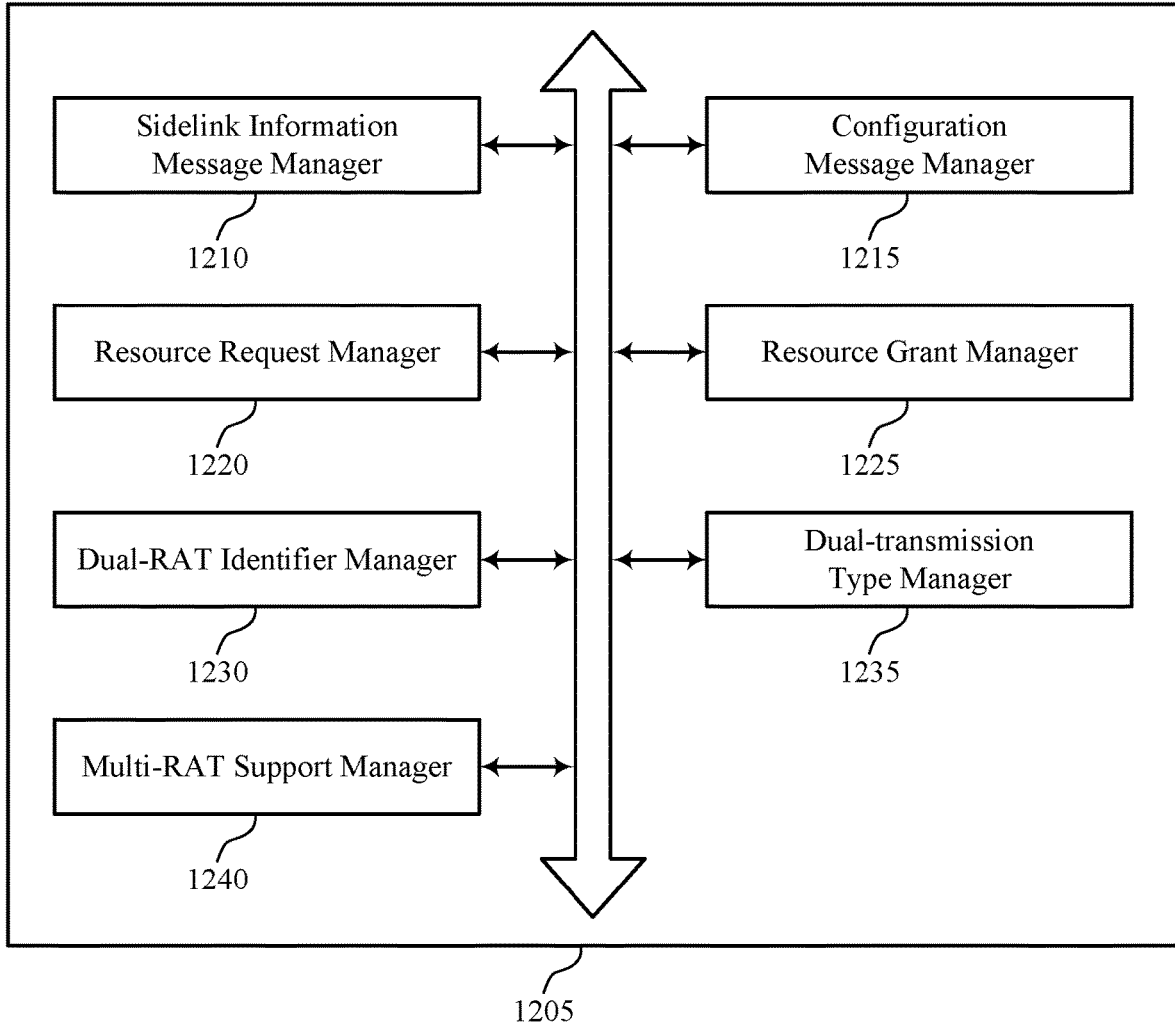 Sidelink Information
Message Manager
1210
Configuration
Message Manager
1215
Resource Request Manager
1220
Resource Grant Manager
1225
Dual-RAT Identifier Manager
1230
Dual-transmission
Type Manager
1235
Multi-RAT Support Manager
1240
1205